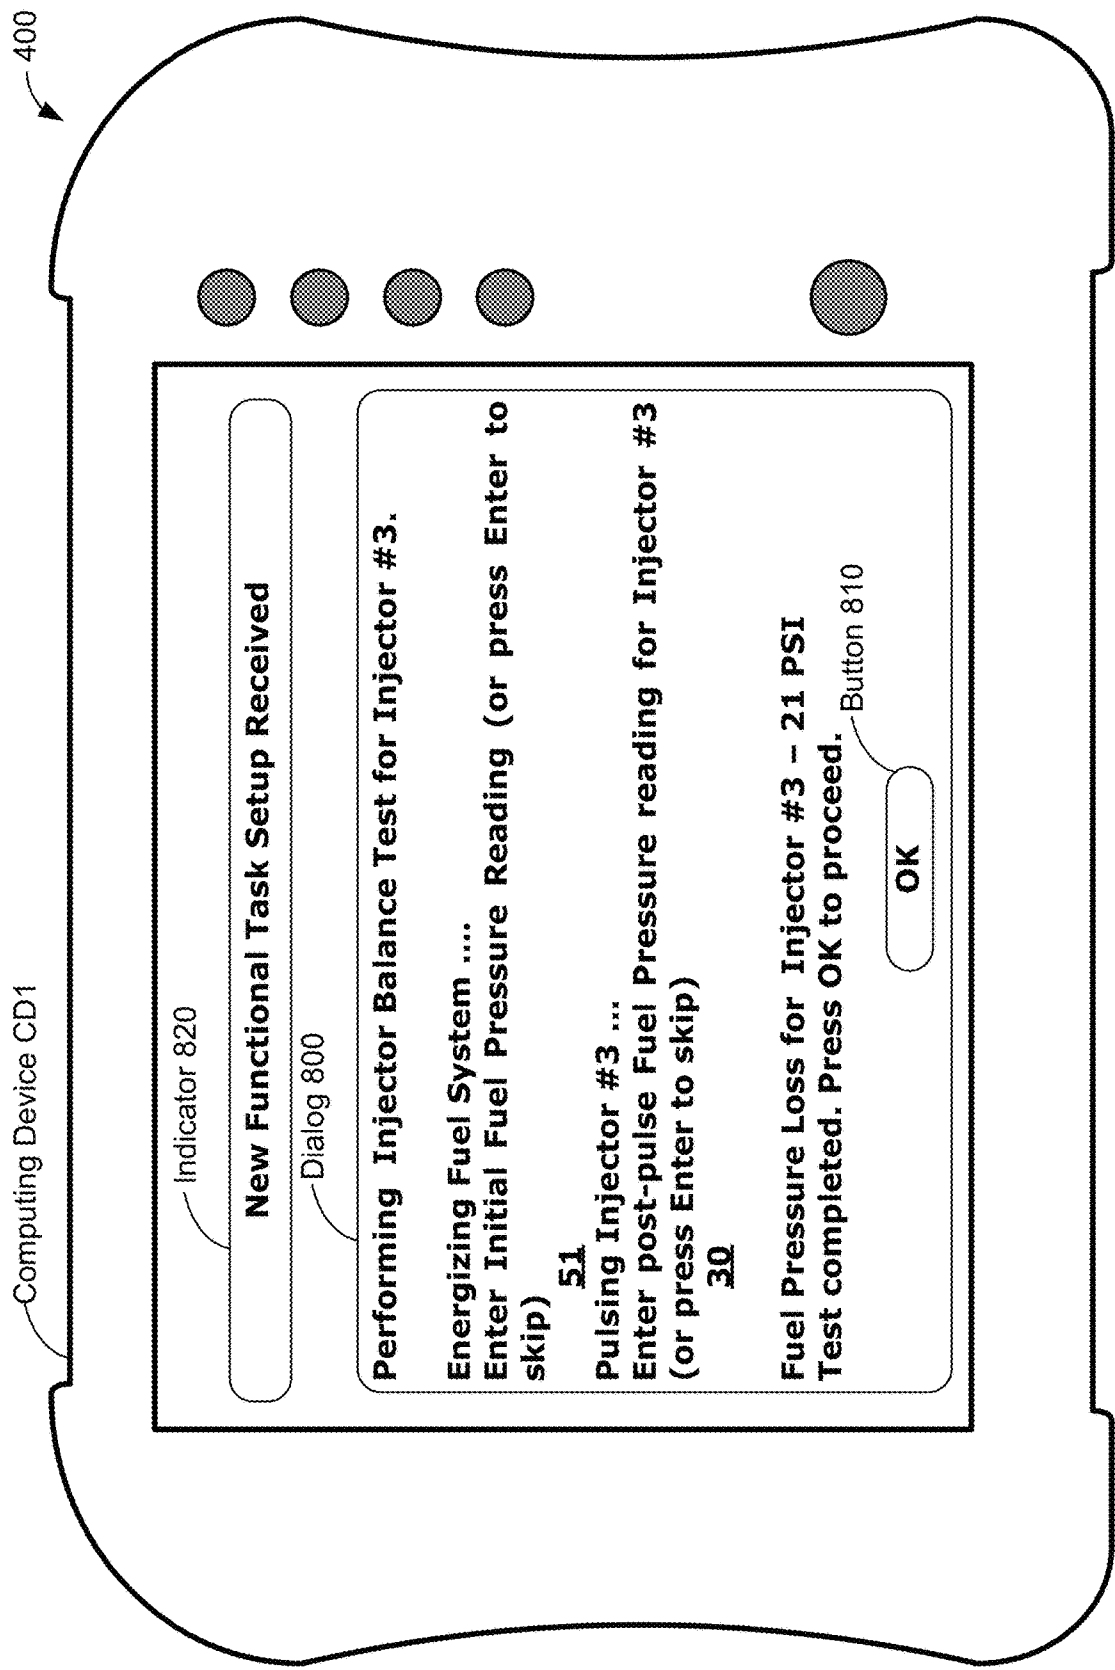 400
Computing Device CD1
Indicator 820
New Functional Task Setup Received
Dialog 800
Performing Injector Balance Test for Injector #3.
Energizing Fuel System ....
Enter Initial Fuel Pressure Reading (or press Enter to
skip)
51
Pulsing Injector #3 ...
Enter post-pulse Fuel Pressure reading for Injector #3
(or press Enter to skip)
30
Fuel Pressure Loss for Injector #3 – 21 PSI
Test completed. Press OK to proceed.
Button 810
OK